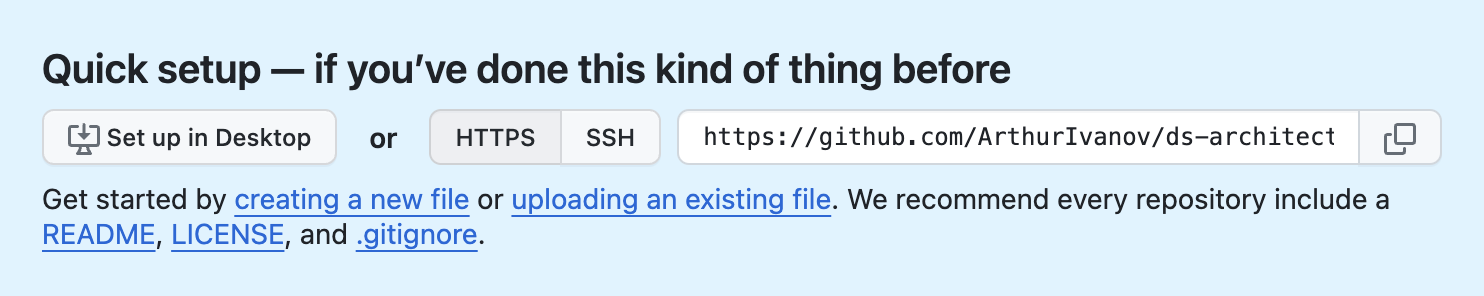 Quick setup — if you’ve done this kind of thing before
Set up in Desktop or HTTPS SSH https://github.com/ArthurIvanov/ds-architect
Get started by creating a new file or uploading an existing file. We recommend every repository include a
README, LICENSE, and .gitignore.